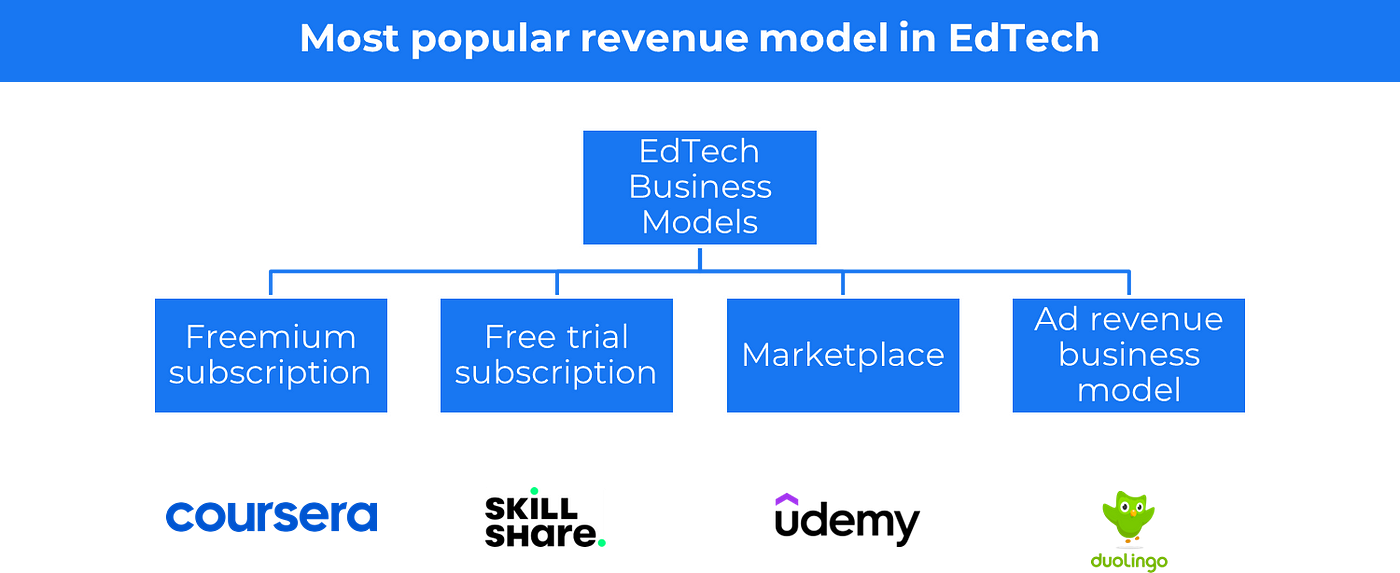 Most popular revenue model in EdTech
EdTech
Business
Models
Freemium
subscription
Free trial
subscription
Marketplace
Ad revenue
business
model
coursera
SKiLL
SHare.
udemy
duolingo